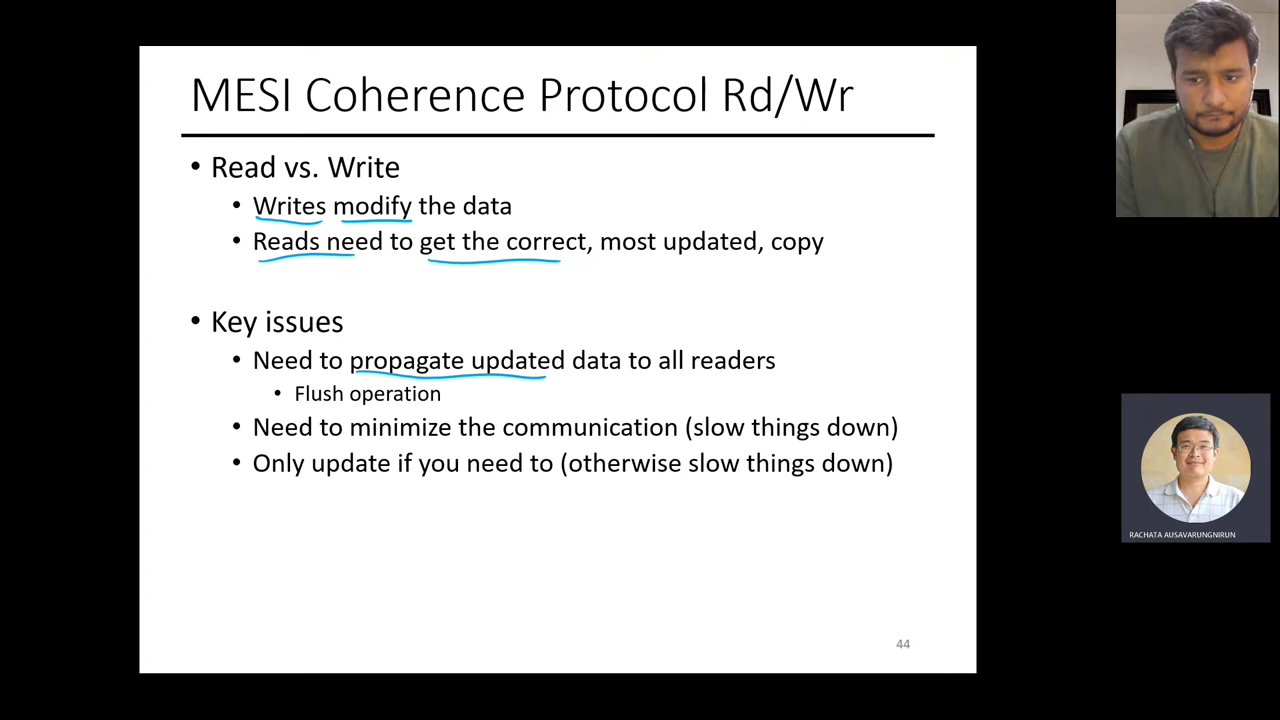 MESI Coherence Protocol Rd/Wr
• Read vs. Write
• Writes modify the data
• Reads need to get the correct, most updated, copy
• Key issues
• Need to propagate updated data to all readers
• Flush operation
• Need to minimize the communication (slow things down)
• Only update if you need to (otherwise slow things down)
44
RACHATA AUSAVARUNGNIRUN